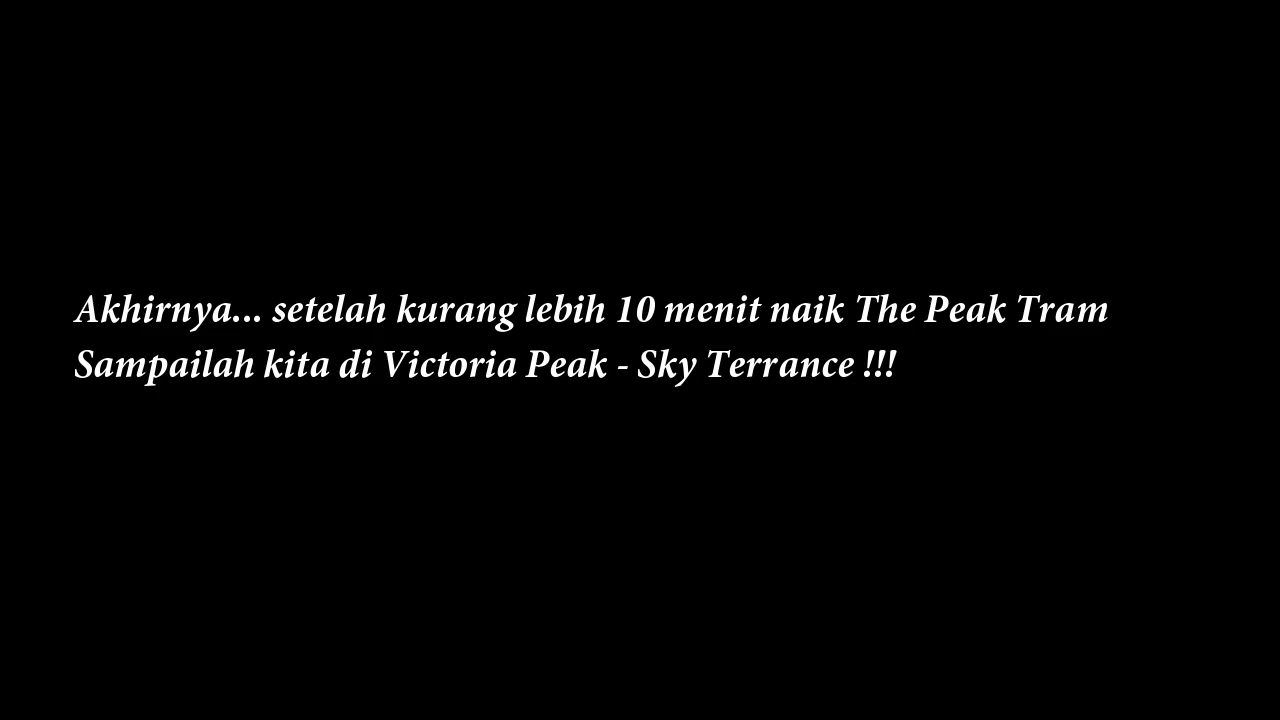 Akhirnya... setelah kurang lebih 10 menit naik The Peak Tram
Sampailah kita di Victoria Peak - Sky Terrance !!!